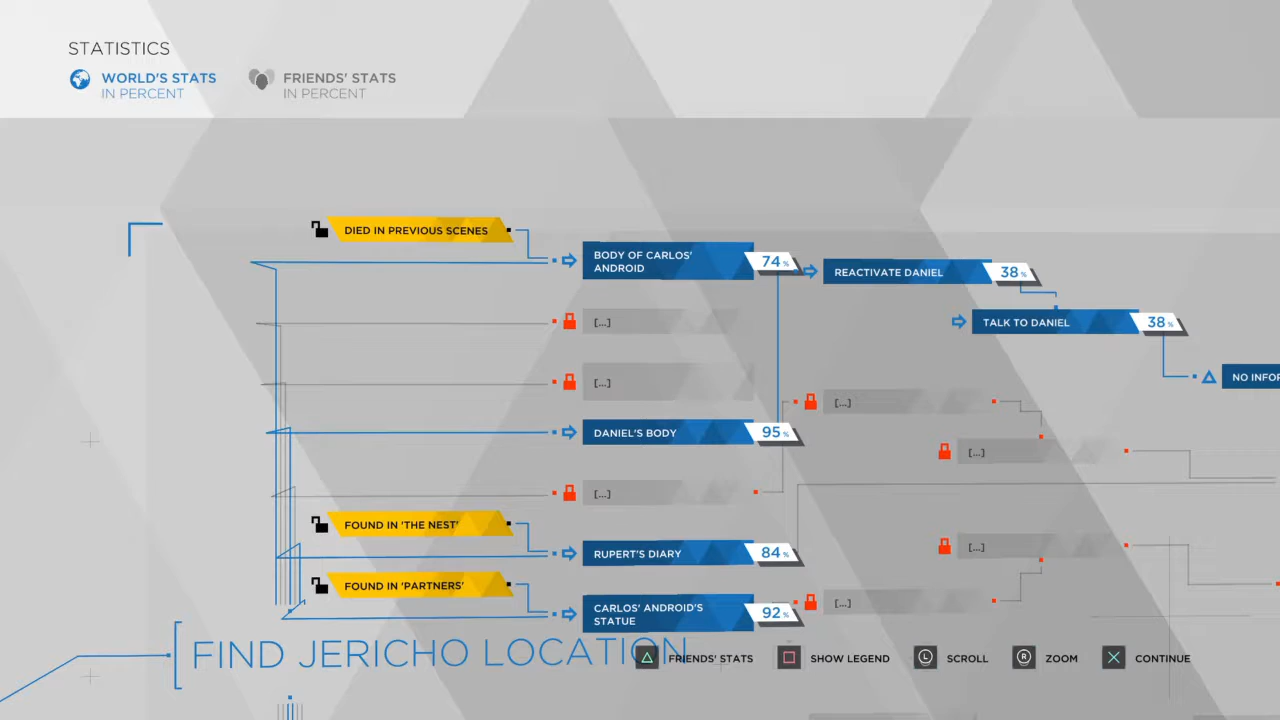 STATISTICS
WORLD'S STATS
IN PERCENT
FRIENDS' STATS
IN PERCENT
DIED IN PREVIOUS SCENES
BODY OF CARLOS'
ANDROID
74%
REACTIVATE DANIEL
38%
[...]
TALK TO DANIEL
38%
[...]
NO INFOR
[...]
DANIEL'S BODY
95%
[...]
[...]
FOUND IN 'THE NEST'
RUPERT'S DIARY
84%
[...]
FOUND IN 'PARTNERS'
CARLOS' ANDROID'S
STATUE
92%
[...]
FIND JERICHO LOCATION
FRIENDS' STATS
SHOW LEGEND
L
SCROLL
R
ZOOM
CONTINUE